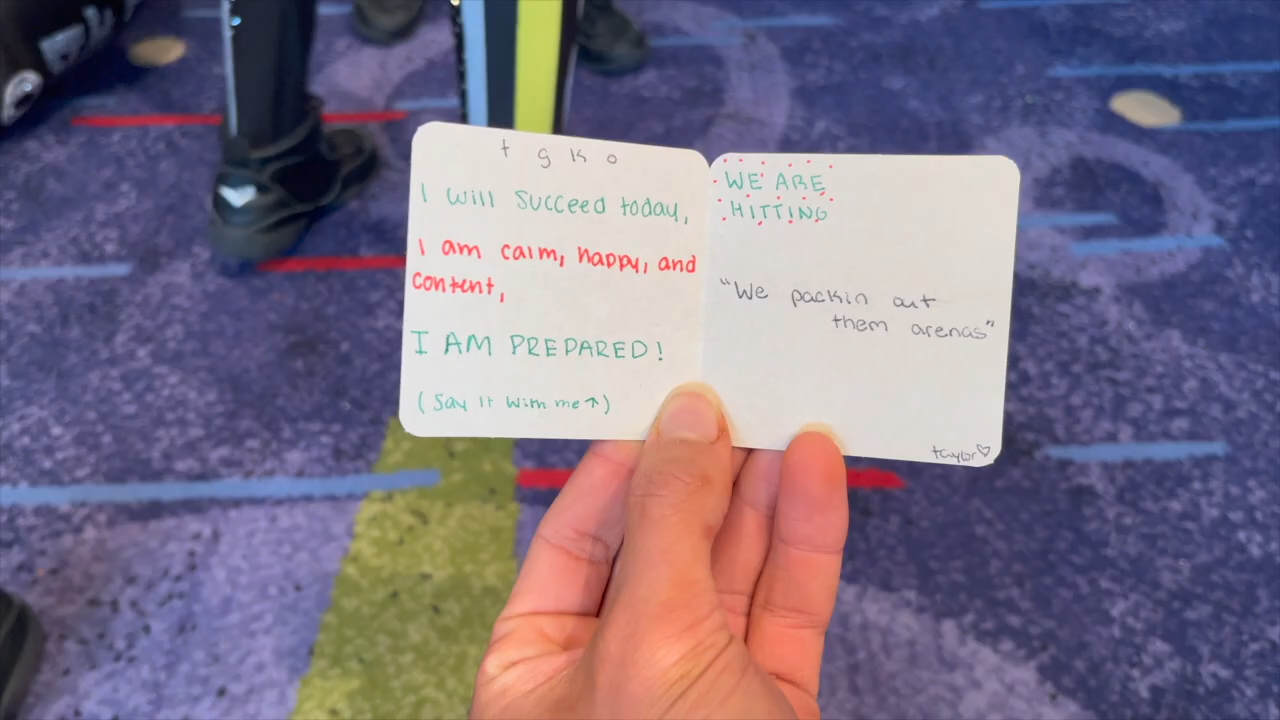 t g k o
I will succeed today,
I am calm, happy, and
content,
I AM PREPARED!
(Say it with me ↑)
WE ARE
HITTING
"We packin out
them arenas"
taylor♡